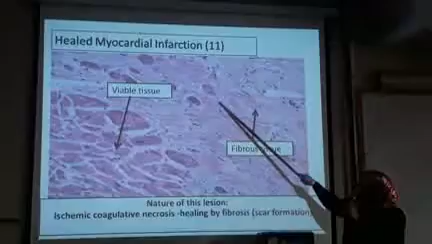 Healed Myocardial Infarction (11)
Viable tissue
Fibrous tissue
Nature of this lesion:
Ischemic coagulative necrosis -healing by fibrosis (scar formation)